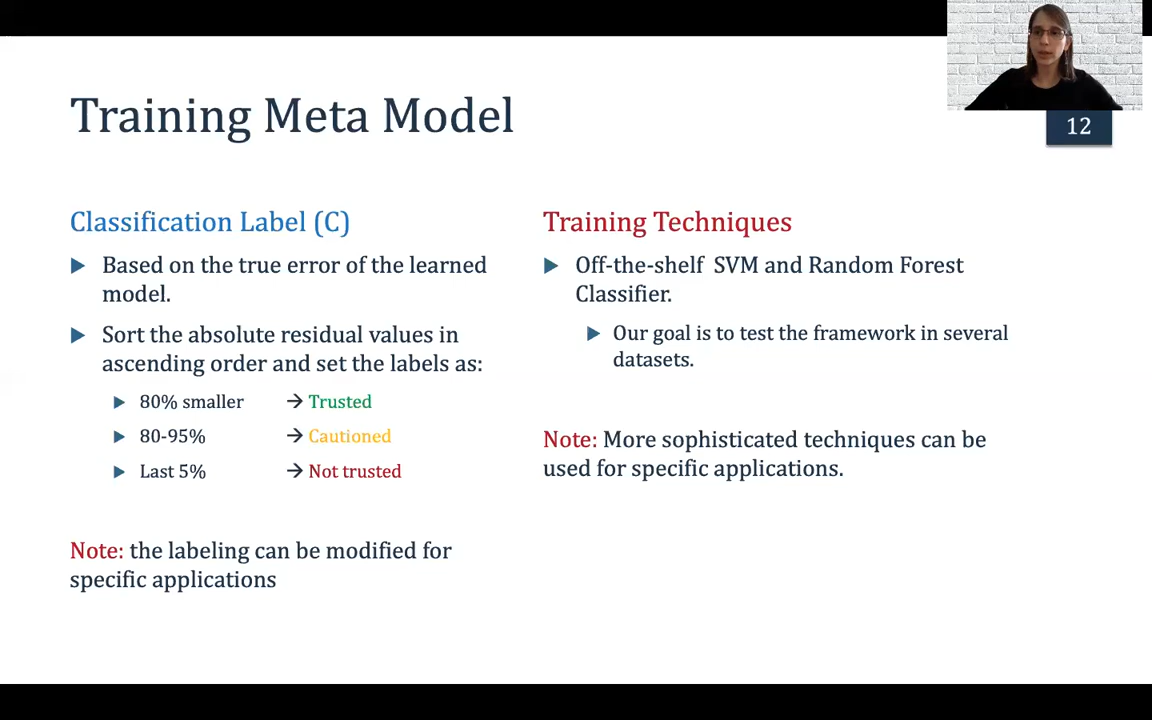 Training Meta Model
12
Classification Label (C)
Based on the true error of the learned
model.
Sort the absolute residual values in
ascending order and set the labels as:
80% smaller → Trusted
80-95% → Cautioned
Last 5% → Not trusted
Note: the labeling can be modified for
specific applications
Training Techniques
Off-the-shelf SVM and Random Forest
Classifier.
Our goal is to test the framework in several
datasets.
Note: More sophisticated techniques can be
used for specific applications.